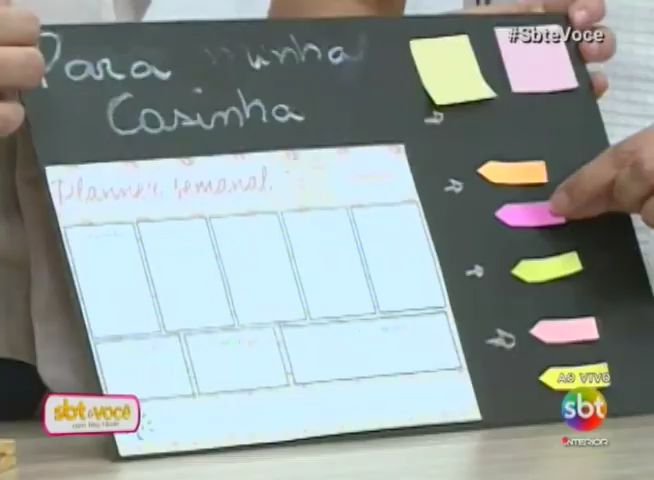 #SbteVoce
Para minha
Casinha
Planner semanal
AO VIVO
sbt e você
sbt
INTERIOR